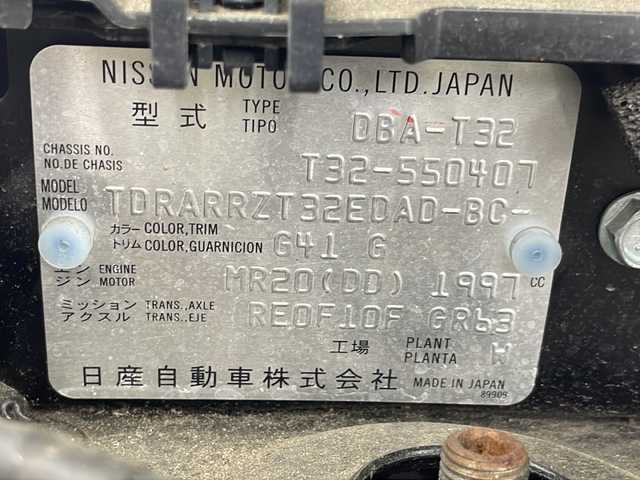 NISSAN MOTOR CO.,LTD.JAPAN
型式 TYPE TIPO DBA-T32
CHASSIS NO. NO.DE CHASIS T32-550407
MODEL MODELO TDRARRZT32EDAD-BC-
カラー COLOR,TRIM トリム COLOR,GUARNICION G41 G
エンジン ENGINE MOTOR MR20(DD) 1997 CC
ミッション TRANS.,AXLE アクスル TRANS.,EJE RE0F10F GR63
工場 PLANT PLANTA W
日産自動車株式会社 MADE IN JAPAN
89909